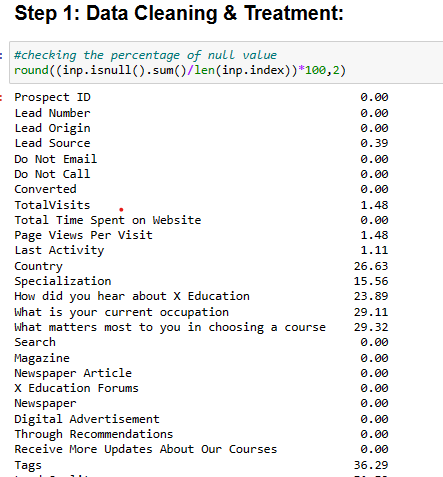 Step 1: Data Cleaning & Treatment:
#checking the percentage of null value
round((inp.isnull().sum()/len(inp.index))*100,2)
Prospect ID 0.00
Lead Number 0.00
Lead Origin 0.00
Lead Source 0.39
Do Not Email 0.00
Do Not Call 0.00
Converted 0.00
TotalVisits 1.48
Total Time Spent on Website 0.00
Page Views Per Visit 1.48
Last Activity 1.11
Country 26.63
Specialization 15.56
How did you hear about X Education 23.89
What is your current occupation 29.11
What matters most to you in choosing a course 29.32
Search 0.00
Magazine 0.00
Newspaper Article 0.00
X Education Forums 0.00
Newspaper 0.00
Digital Advertisement 0.00
Through Recommendations 0.00
Receive More Updates About Our Courses 0.00
Tags 36.29